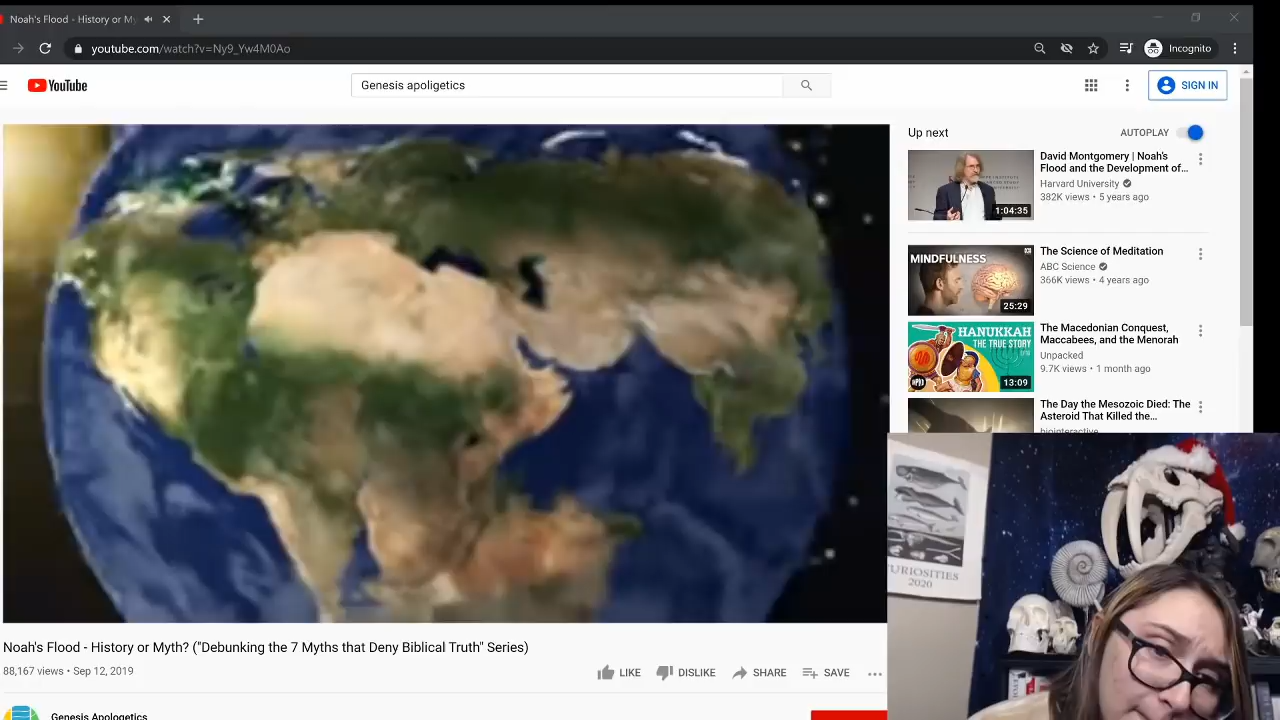 Noah's Flood - History or My
youtube.com/watch?v=Ny9_Yw4M0Ao
Incognito
YouTube
Genesis apoligetics
SIGN IN
Up next
AUTOPLAY
David Montgomery | Noah's
Flood and the Development of...
Harvard University
382K views • 5 years ago
1:04:35
The Science of Meditation
ABC Science
366K views • 4 years ago
MINDFULNESS
25:29
The Macedonian Conquest,
Maccabees, and the Menorah
Unpacked
9.7K views • 1 month ago
HANUKKAH
THE TRUE STORY
13:09
The Day the Mesozoic Died: The
Asteroid That Killed the...
biointeractive
CURIOSITIES
2020
Noah's Flood - History or Myth? ("Debunking the 7 Myths that Deny Biblical Truth" Series)
88,167 views • Sep 12, 2019
LIKE
DISLIKE
SHARE
SAVE
Genesis Apologetics